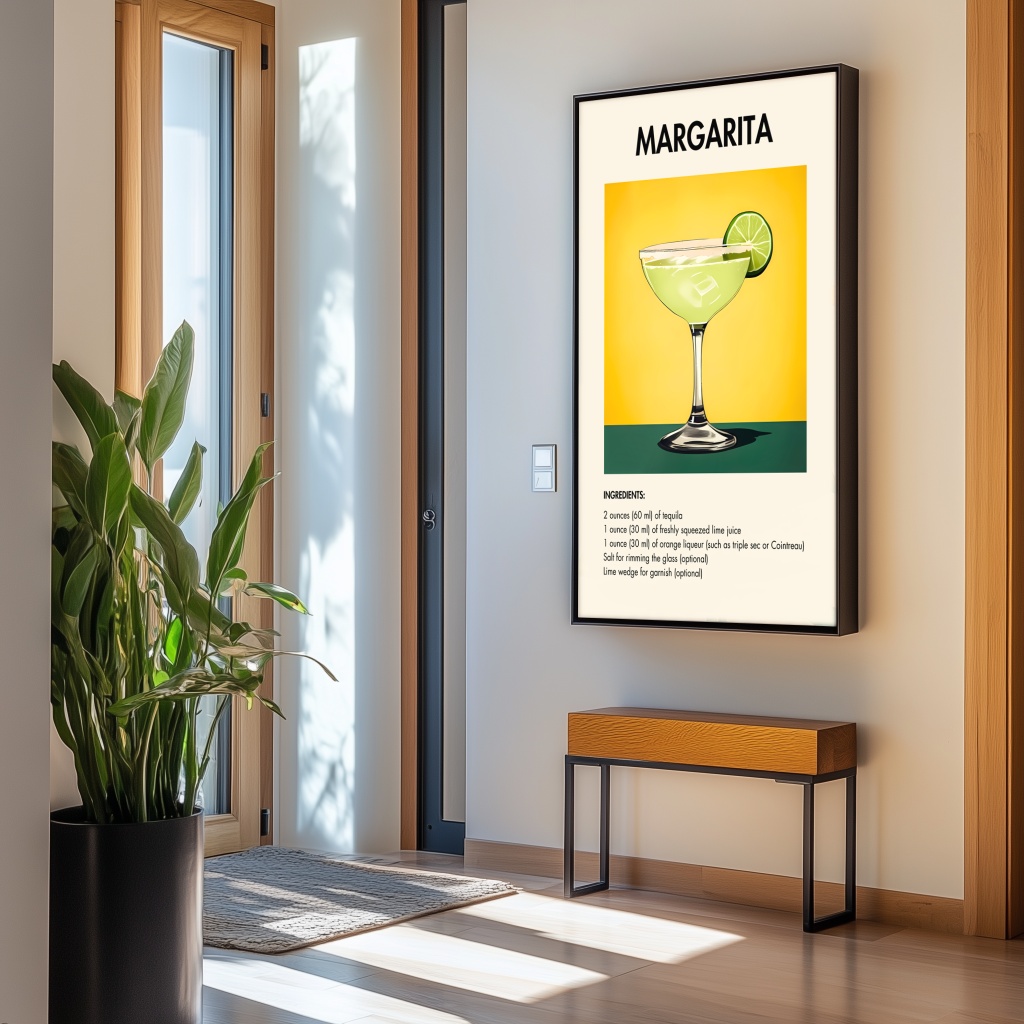 MARGARITA
INGREDIENTS:
2 ounces (60 ml) of tequila
1 ounce (30 ml) of freshly squeezed lime juice
1 ounce (30 ml) of orange liqueur (such as triple sec or Cointreau)
Salt for rimming the glass (optional)
Lime wedge for garnish (optional)